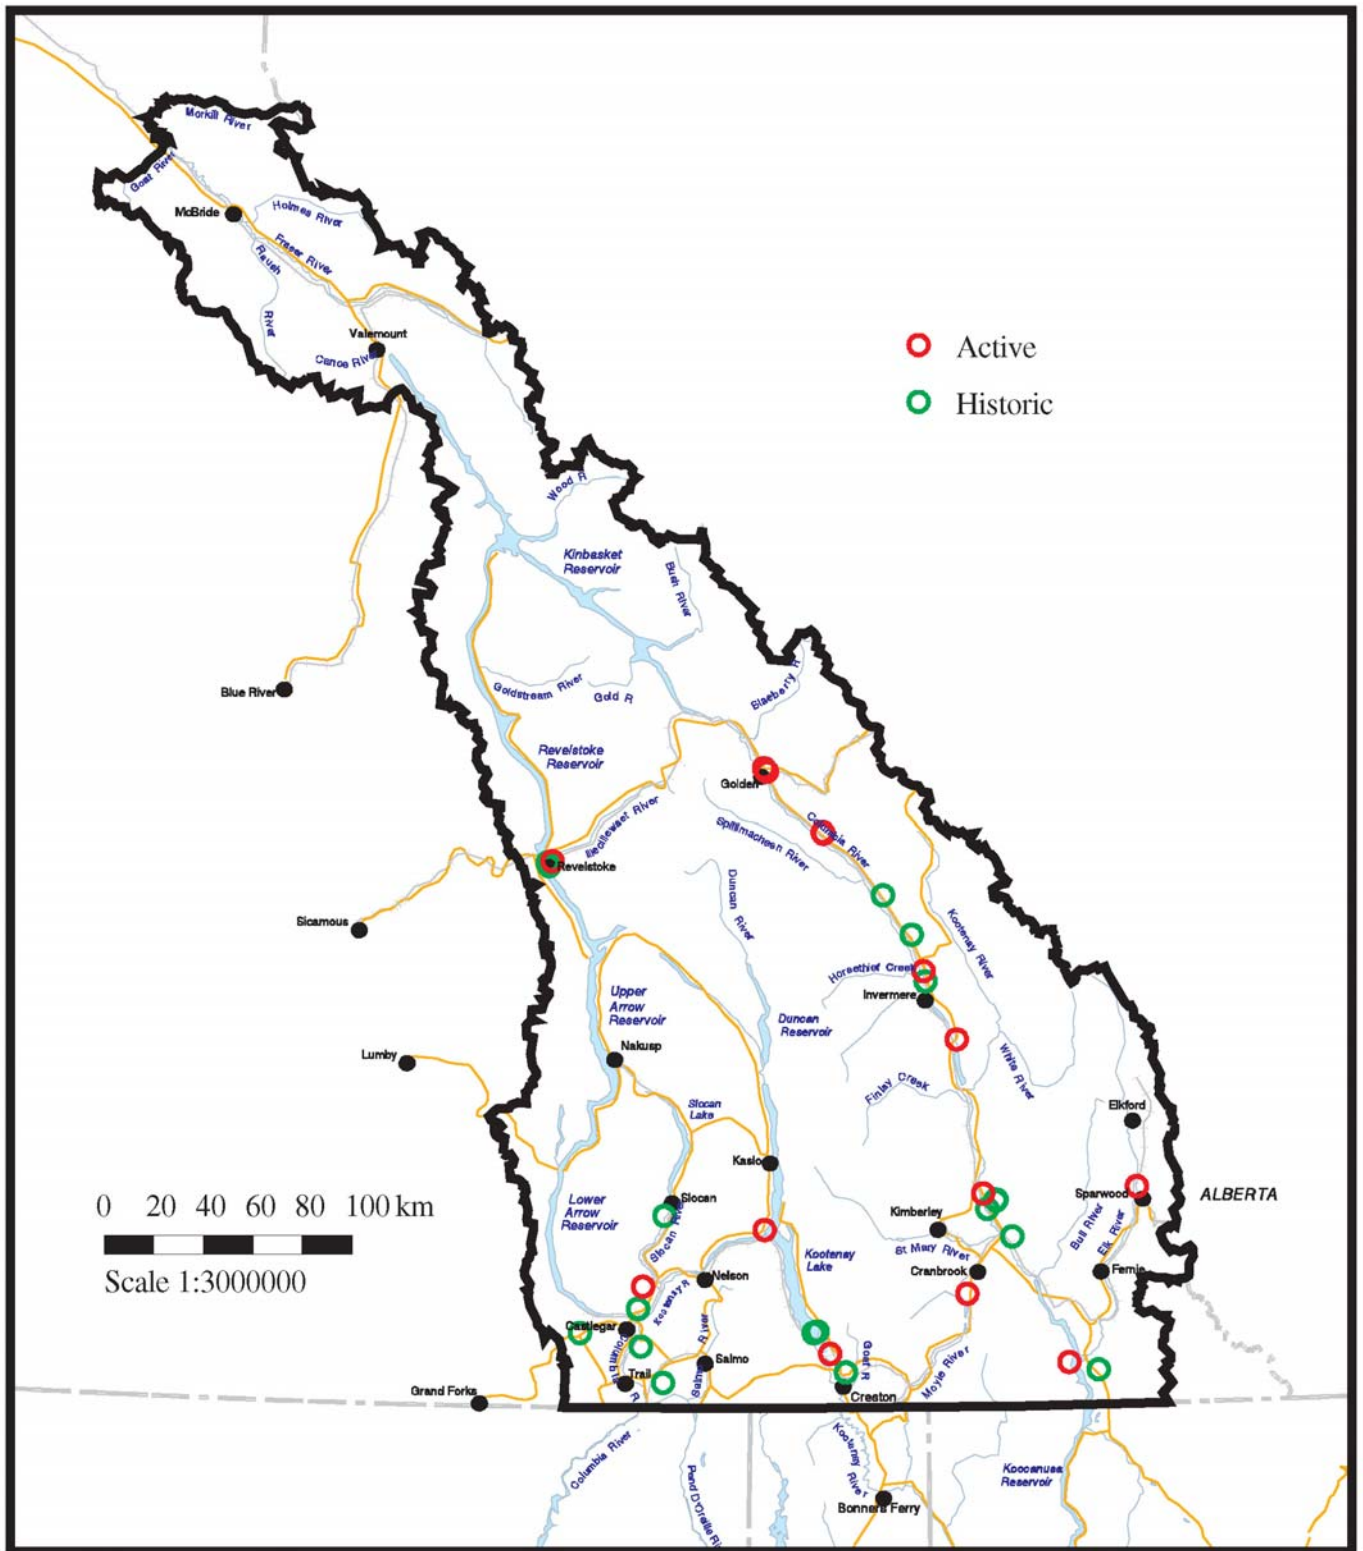 Morkill River
Goat River
McBride
Holmes River
Fraser River
Raush
River
Valemount
Canoe River
Active
Historic
Wood R
Kinbasket
Reservoir
Bush River
Blue River
Goldstream River
Gold R
Blaeberry R
Revelstoke
Reservoir
Golden
Illecillewaet River
Columbia River
Spillimacheen River
Revelstoke
Duncan River
Sicamous
Kootenay River
Horsethief Creek
Invermere
Upper
Arrow
Reservoir
Duncan
Reservoir
Nakusp
Lumby
White River
Finlay Creek
Slocan
Lake
Elkford
Kaslo
0 20 40 60 80 100 km
Scale 1:3000000
Lower
Arrow
Reservoir
Slocan
Slocan River
Sparwood
ALBERTA
Kimberley
Bull River
Elk River
St Mary River
Kootenay
Lake
Cranbrook
Fernie
Nelson
Kootenay R
Castlegar
Columbia R
Trail
Salmo River
Salmo
Goat R
Moyie River
Grand Forks
Creston
Columbia River
Pend D'Oreille Ri
Kootenay River
Koocanusa
Reservoir
Bonners Ferry